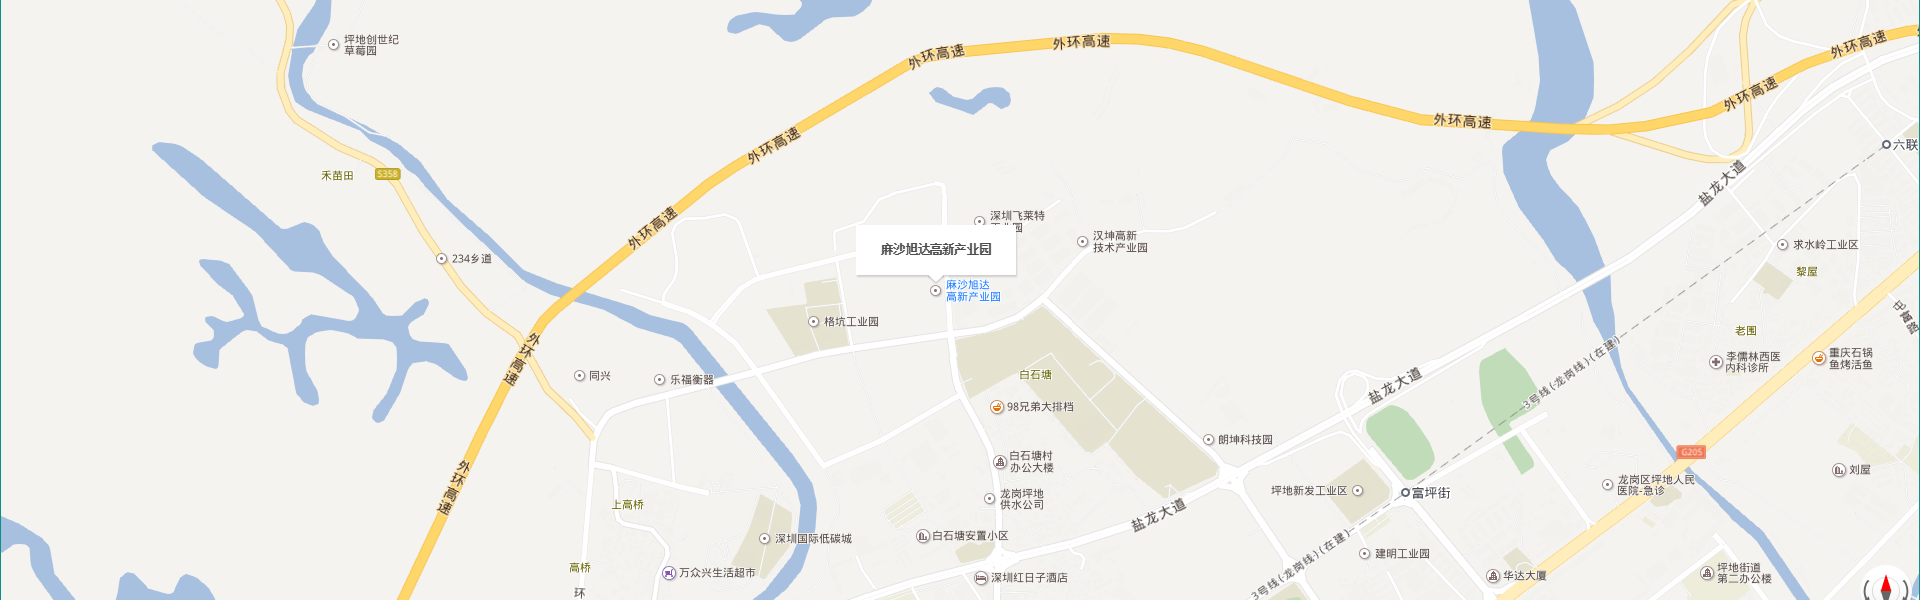 外环高速
外环高速
外环高速
坪地创世纪
草莓园
外环高速
外环高速
外环高速
外环高速
六联
禾苗田
S358
盐龙大道
深圳飞莱特
汉坤高新
技术产业园
麻沙旭达高新产业园
求水岭工业区
234乡道
黎屋
麻沙旭达
高新产业园
格坑工业园
屯富路
老围
外环高速
李儒林西医
内科诊所
重庆石锅
鱼烤活鱼
同兴
乐福衡器
白石塘
盐龙大道
3号线(龙岗线)(在建)
98兄弟大排档
朗坤科技园
G205
白石塘村
办公大楼
刘屋
外环高速
龙岗区坪地人民
医院-急诊
坪地新发工业区
富坪街
龙岗坪地
供水公司
上高桥
盐龙大道
深圳国际低碳城
白石塘安置小区
建明工业园
3号线(龙岗线)(在建)
高桥
万众兴生活超市
深圳红日子酒店
华达大厦
坪地街道
第二办公楼
环